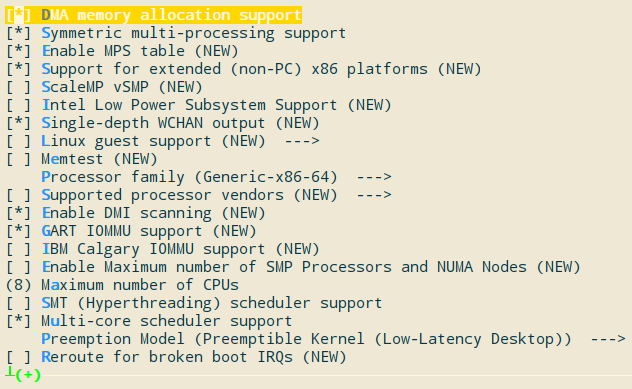 [*] DMA memory allocation support
[*] Symmetric multi-processing support
[*] Enable MPS table (NEW)
[*] Support for extended (non-PC) x86 platforms (NEW)
[ ] ScaleMP vSMP (NEW)
[ ] Intel Low Power Subsystem Support (NEW)
[*] Single-depth WCHAN output (NEW)
[ ] Linux guest support (NEW)  --->
[ ] Memtest (NEW)
    Processor family (Generic-x86-64)  --->
[ ] Supported processor vendors (NEW)  --->
[*] Enable DMI scanning (NEW)
[*] GART IOMMU support (NEW)
[ ] IBM Calgary IOMMU support (NEW)
[ ] Enable Maximum number of SMP Processors and NUMA Nodes (NEW)
(8) Maximum number of CPUs
[ ] SMT (Hyperthreading) scheduler support
[*] Multi-core scheduler support
    Preemption Model (Preemptible Kernel (Low-Latency Desktop))  --->
[ ] Reroute for broken boot IRQs (NEW)
┴(+)